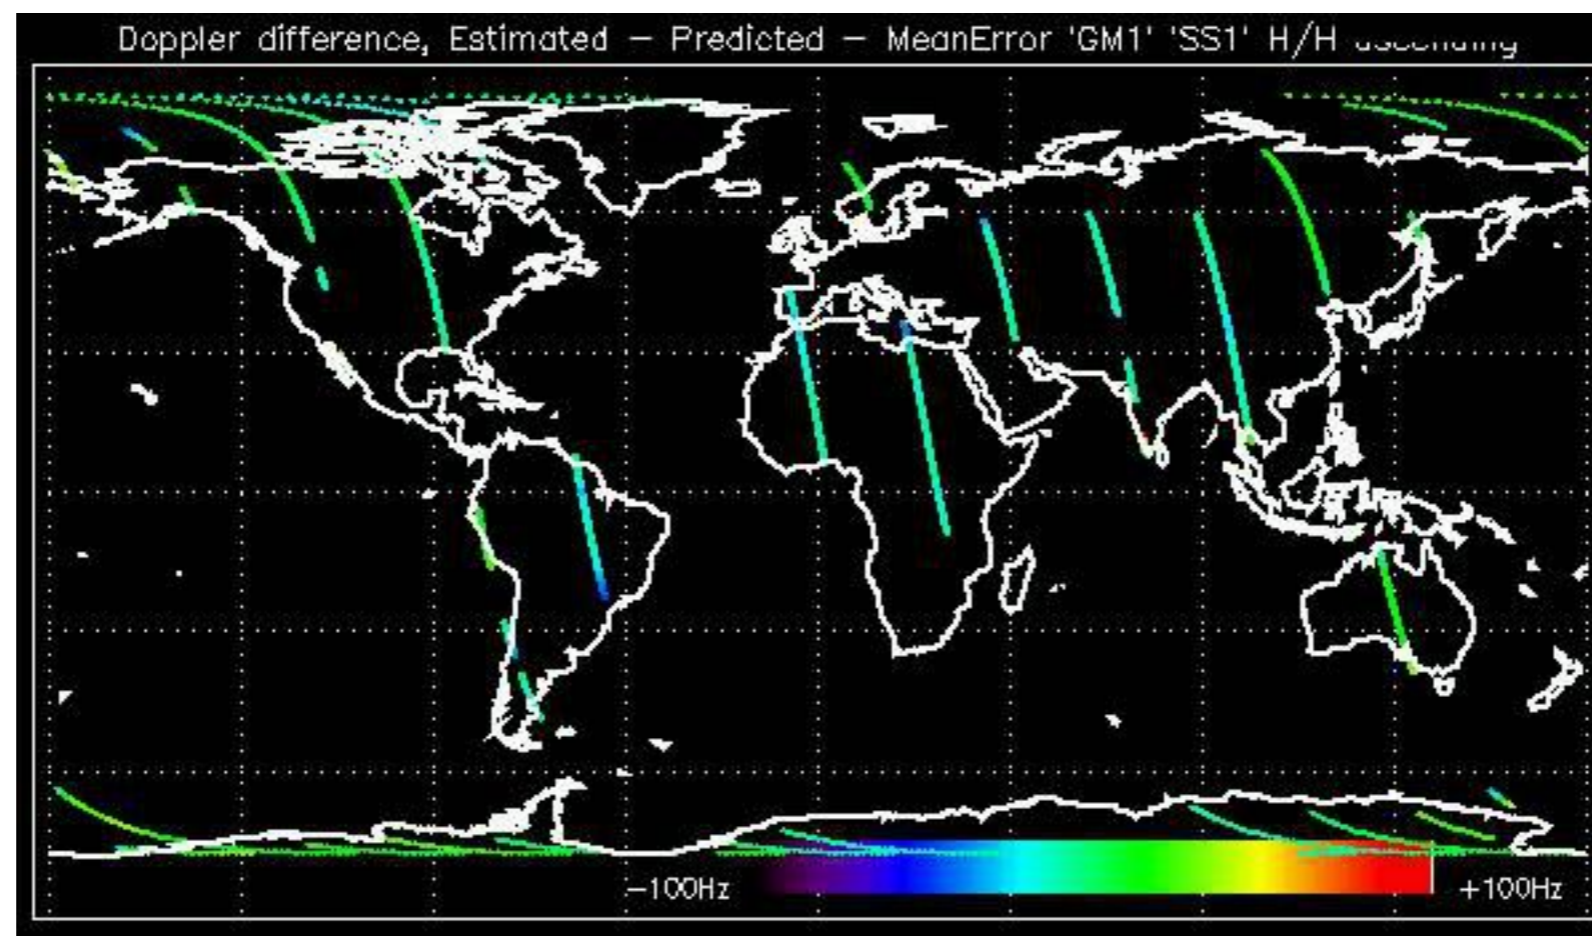 Doppler difference, Estimated – Predicted – MeanError 'GM1' 'SS1' H/H
-100Hz
+100Hz